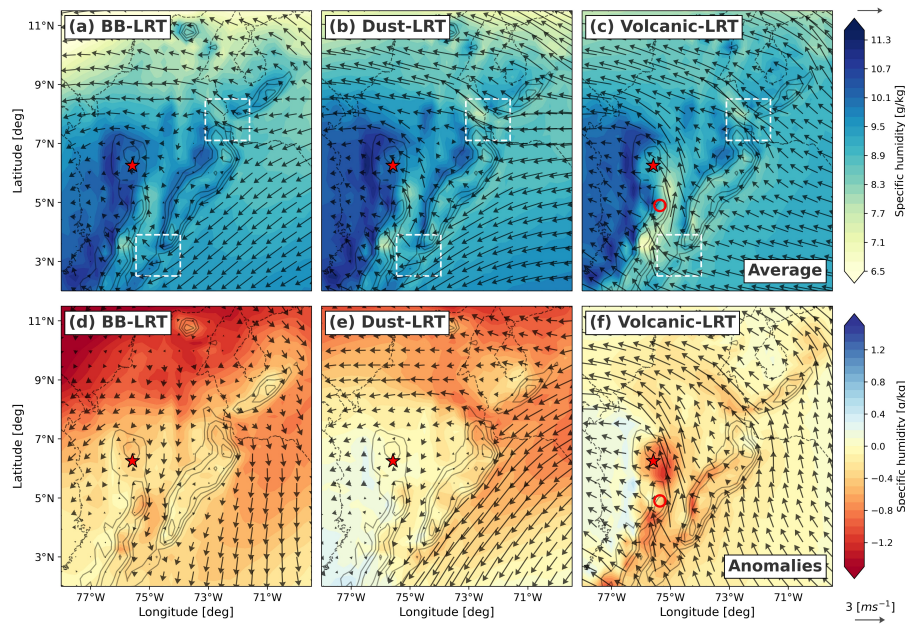 (a) BB-LRT
(b) Dust-LRT
(c) Volcanic-LRT
Average
11°N
9°N
7°N
5°N
3°N
Latitude [deg]
11.3
10.7
10.1
9.5
8.9
8.3
7.7
7.1
6.5
Specific humidity [g/kg]
(d) BB-LRT
(e) Dust-LRT
(f) Volcanic-LRT
Anomalies
11°N
9°N
7°N
5°N
3°N
Latitude [deg]
1.2
0.8
0.4
0.0
−0.4
−0.8
−1.2
Specific humidity [g/kg]
77°W 75°W 73°W 71°W
77°W 75°W 73°W 71°W
77°W 75°W 73°W 71°W
Longitude [deg]
Longitude [deg]
Longitude [deg]
3 [ms⁻¹]